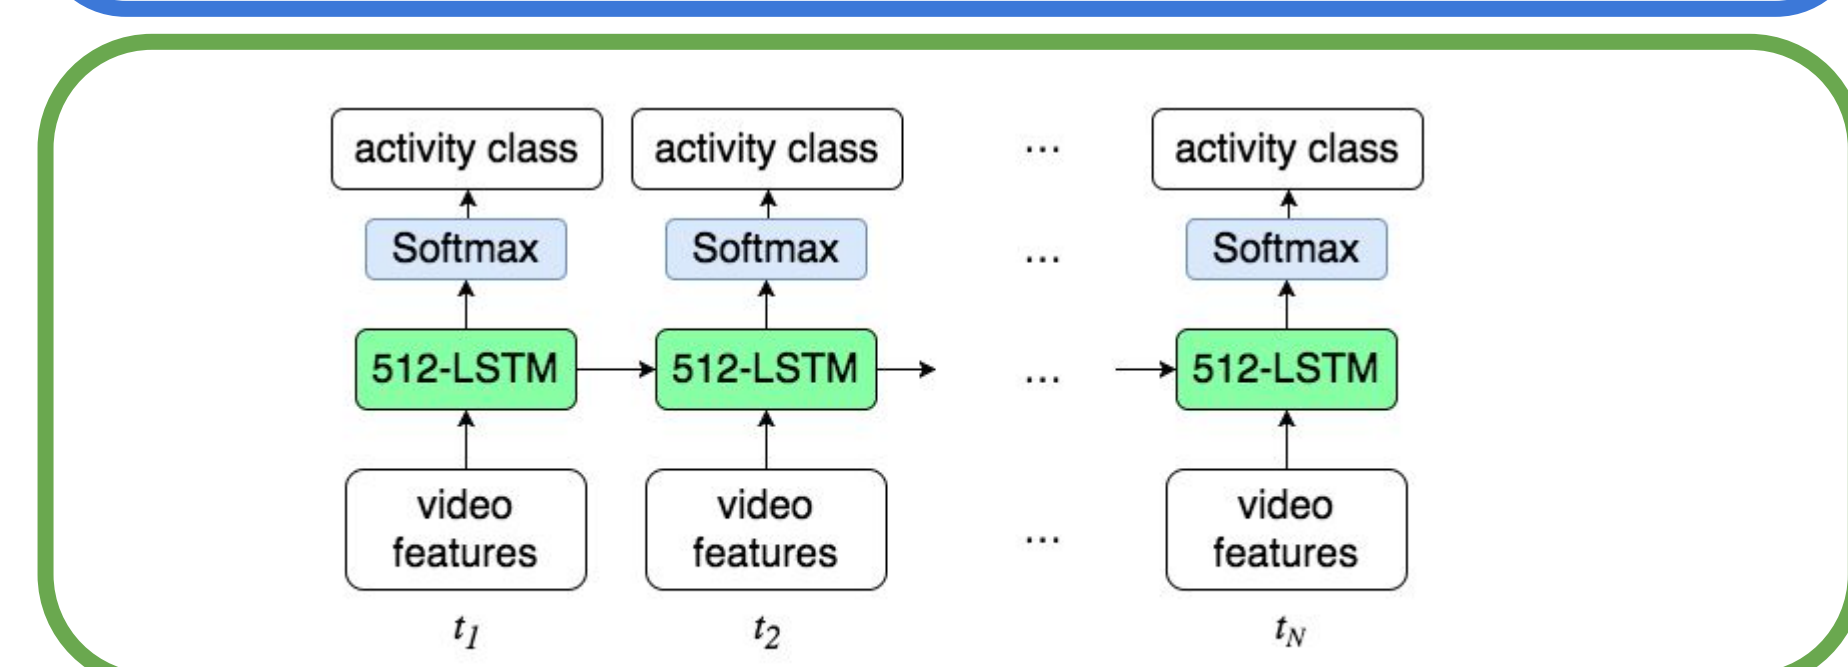 activity class activity class ... activity class
Softmax Softmax ... Softmax
512-LSTM 512-LSTM ... 512-LSTM
video features video features ... video features
t1 t2 tN